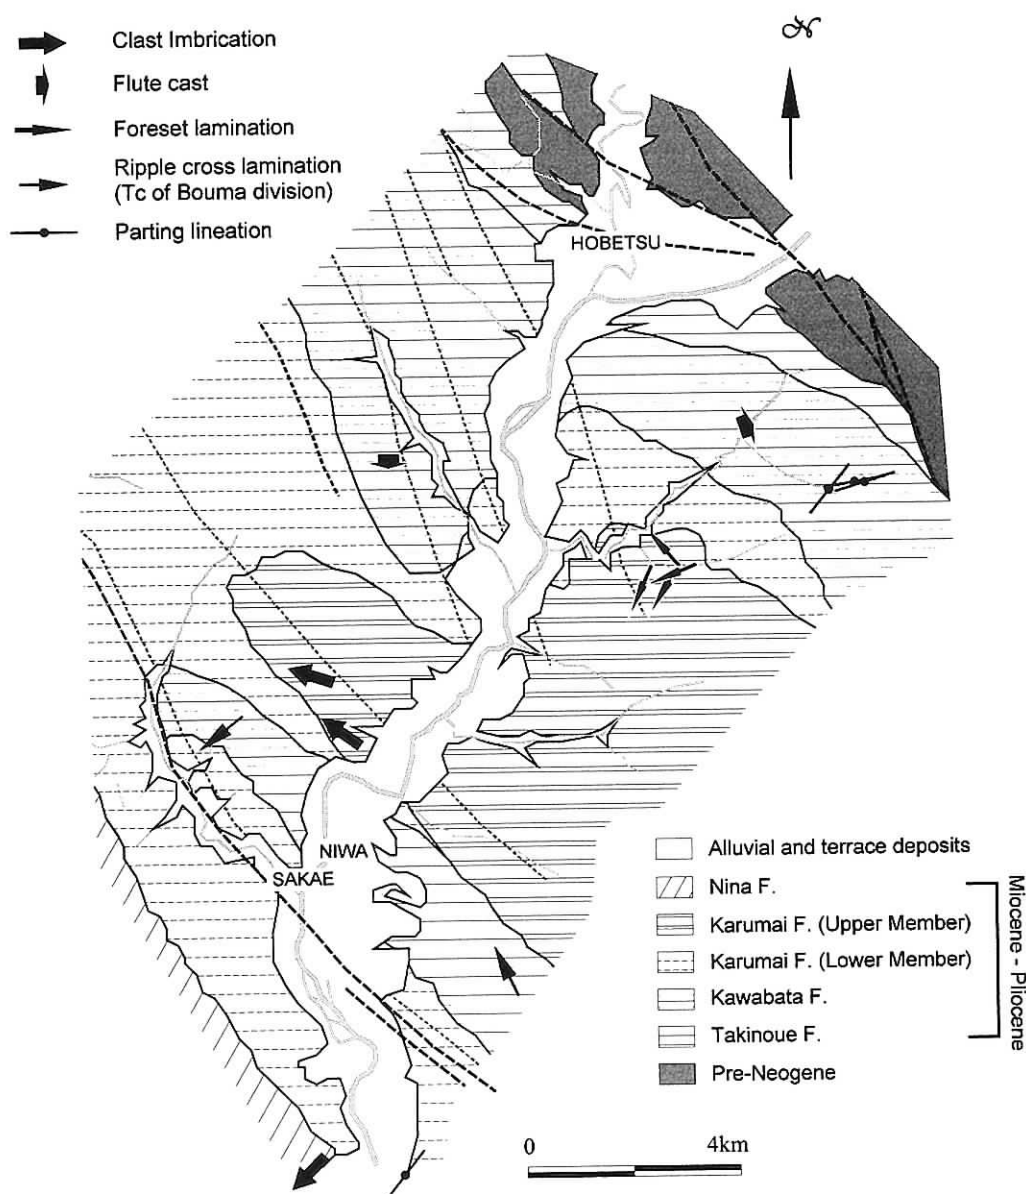 Clast Imbrication
Flute cast
Foreset lamination
Ripple cross lamination
(Tc of Bouma division)
Parting lineation
N
HOBETSU
NIWA
SAKAE
Alluvial and terrace deposits
Nina F.
Karumai F. (Upper Member)
Karumai F. (Lower Member)
Kawabata F.
Takinoue F.
Pre-Neogene
Miocene - Pliocene
0 4km